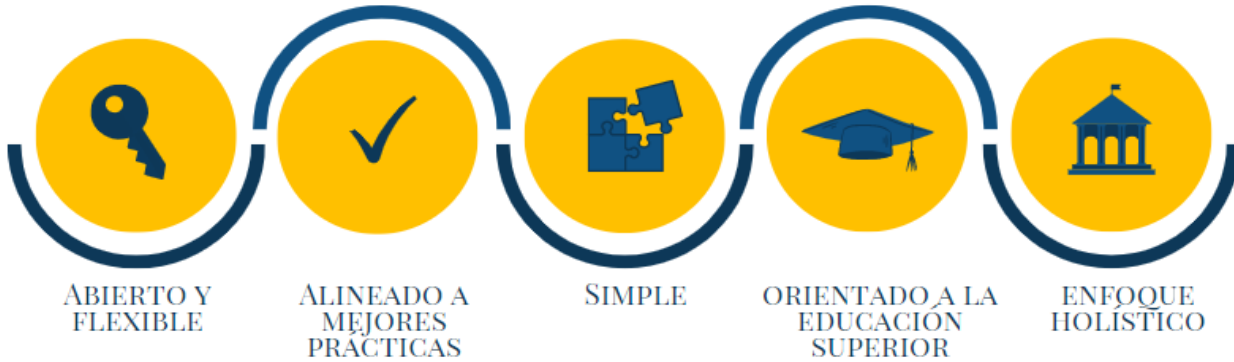 ABIERTO Y
FLEXIBLE
ALINEADO A
MEJORES
PRÁCTICAS
SIMPLE
ORIENTADO A LA
EDUCACIÓN
SUPERIOR
ENFOQUE
HOLÍSTICO